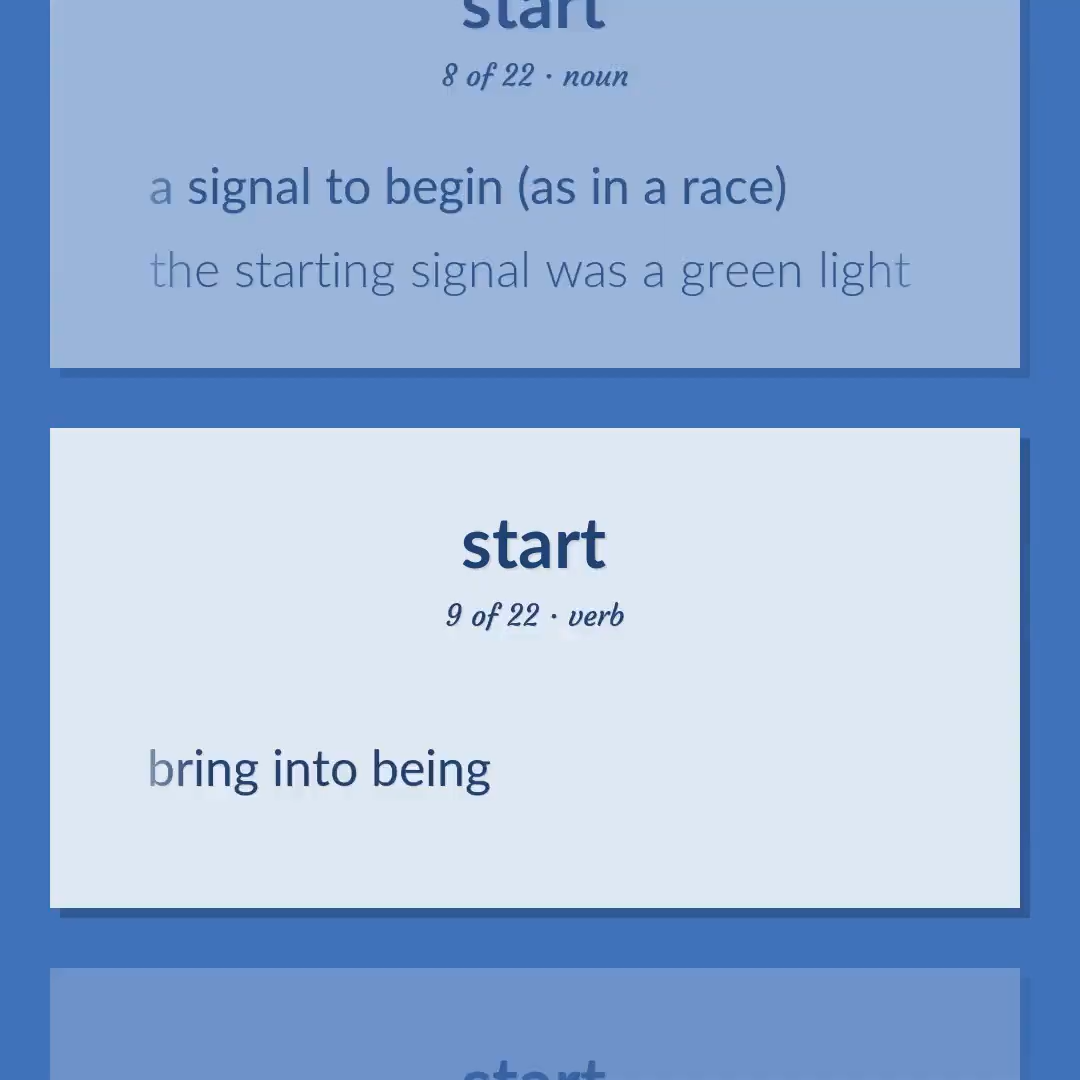 start
8 of 22 · noun
a signal to begin (as in a race)
the starting signal was a green light
start
9 of 22 · verb
bring into being
start